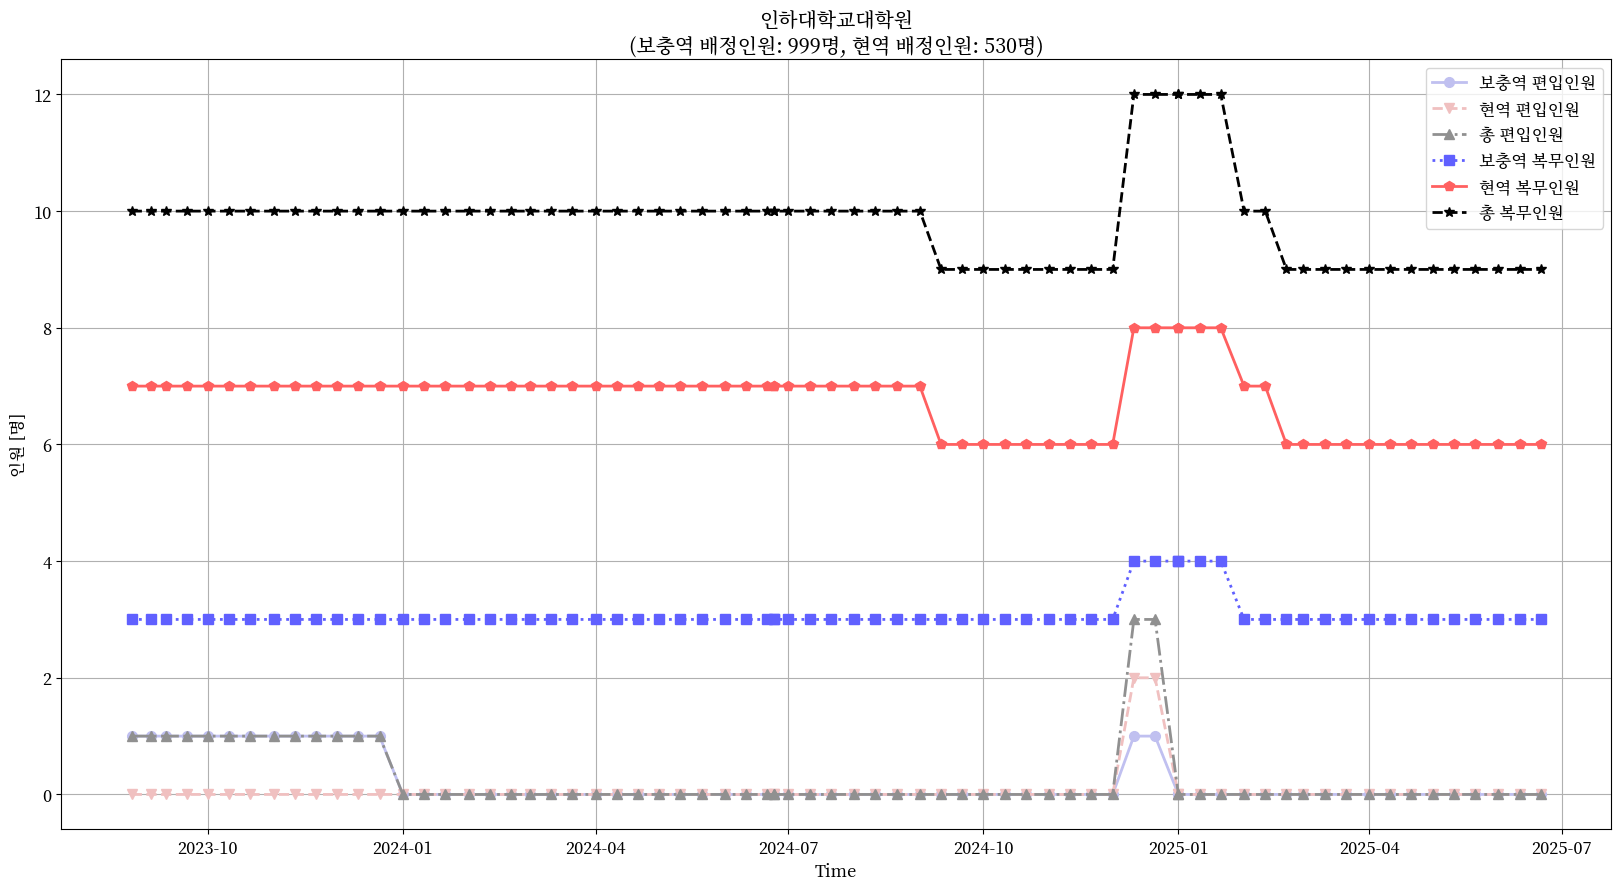 인하대학교대학원
(보충역 배정인원: 999명, 현역 배정인원: 530명)
보충역 편입인원
현역 편입인원
총 편입인원
보충역 복무인원
현역 복무인원
총 복무인원
인원 [명]
12
10
8
6
4
2
0
2023-10
2024-01
2024-04
2024-07
2024-10
2025-01
2025-04
2025-07
Time